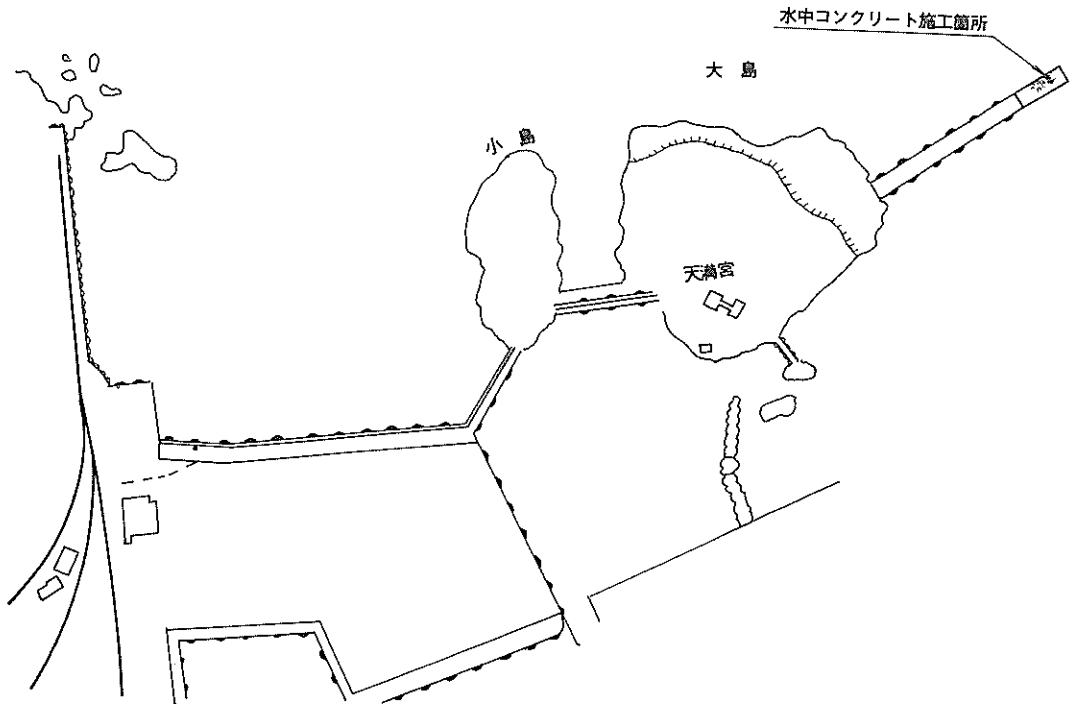 水中コンクリート施工箇所
大島
小島
天満宮